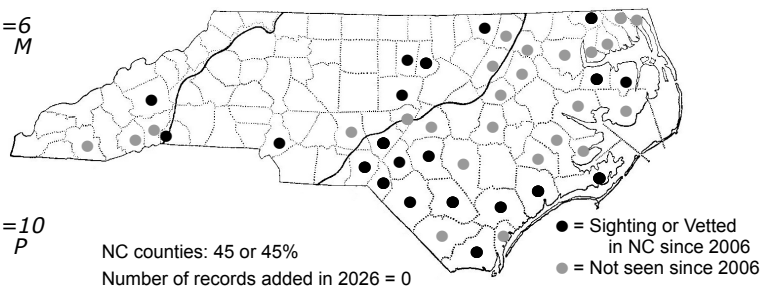 =6
M
=10
P
NC counties: 45 or 45%
Number of records added in 2026 = 0
= Sighting or Vetted
in NC since 2006
= Not seen since 2006